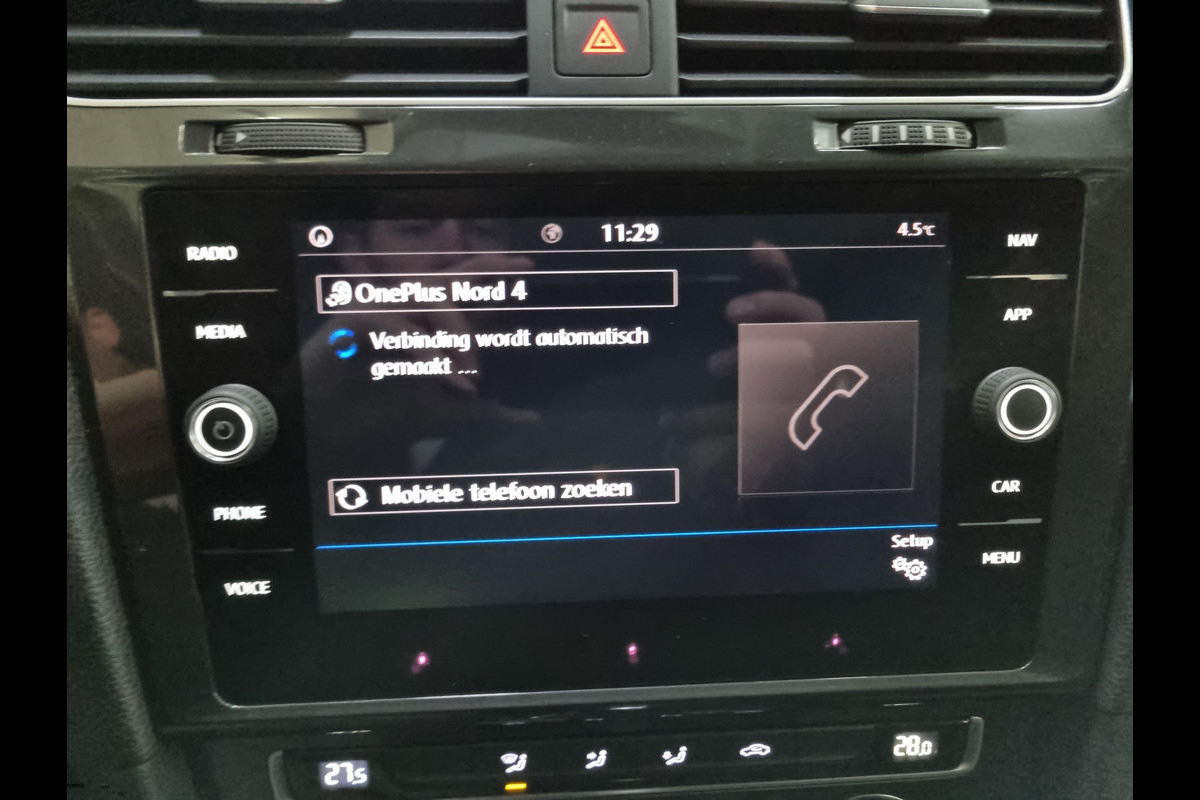 11:29
4.5°C
RADIO
NAV
OnePlus Nord 4
MEDIA
APP
Verbinding wordt automatisch
gemaakt ...
Mobiele telefoon zoeken
CAR
PHONE
Setup
MENU
VOICE
27.5
28.0